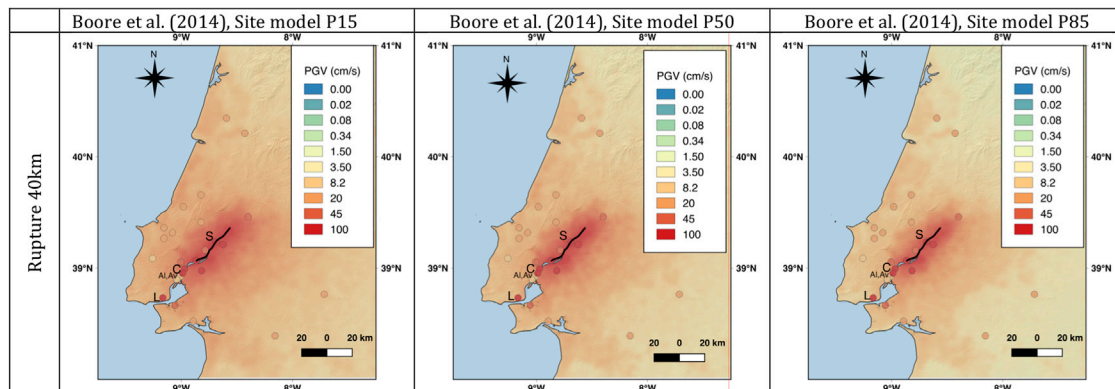 Boore et al. (2014), Site model P15
Boore et al. (2014), Site model P50
Boore et al. (2014), Site model P85
Rupture 40km
9°W 8°W
41°N 41°N
N
PGV (cm/s)
0.00
0.02
0.08
0.34
1.50
3.50
8.2
20
45
100
40°N 40°N
S
39°N 39°N
C
Al,Av
L
20 0 20 km
9°W 8°W
9°W 8°W
41°N 41°N
N
PGV (cm/s)
0.00
0.02
0.08
0.34
1.50
3.50
8.2
20
45
100
40°N 40°N
S
39°N 39°N
C
Al,Av
L
20 0 20 km
9°W 8°W
9°W 8°W
41°N 41°N
N
PGV (cm/s)
0.00
0.02
0.08
0.34
1.50
3.50
8.2
20
45
100
40°N 40°N
S
39°N 39°N
C
Al,Av
L
20 0 20 km
9°W 8°W